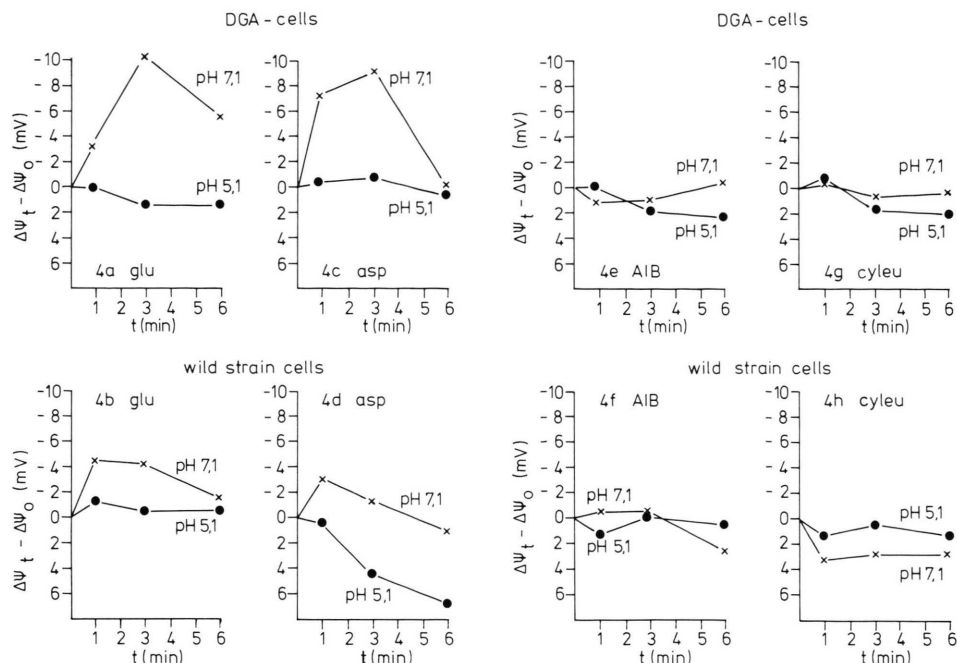 DGA-cells
-10
-8
-6
-4
-2
0
2
4
6
ΔΨt - ΔΨo (mV)
pH 7,1
pH 5,1
4a glu
1 2 3 4 5 6
t (min)
-10
-8
-6
-4
-2
0
2
4
6
pH 7,1
pH 5,1
4c asp
1 2 3 4 5 6
t (min)
DGA-cells
-10
-8
-6
-4
-2
0
2
4
6
ΔΨt - ΔΨo (mV)
pH 7,1
pH 5,1
4e AIB
1 2 3 4 5 6
t (min)
-10
-8
-6
-4
-2
0
2
4
6
pH 7,1
pH 5,1
4g cyleu
1 2 3 4 5 6
t (min)
wild strain cells
-10
-8
-6
-4
-2
0
2
4
6
ΔΨt - ΔΨo (mV)
4b glu
pH 7,1
pH 5,1
1 2 3 4 5 6
t (min)
-10
-8
-6
-4
-2
0
2
4
6
4d asp
pH 7,1
pH 5,1
1 2 3 4 5 6
t (min)
wild strain cells
-10
-8
-6
-4
-2
0
2
4
6
ΔΨt - ΔΨo (mV)
4f AIB
pH 7,1
pH 5,1
1 2 3 4 5 6
t (min)
-10
-8
-6
-4
-2
0
2
4
6
4h cyleu
pH 5,1
pH 7,1
1 2 3 4 5 6
t (min)